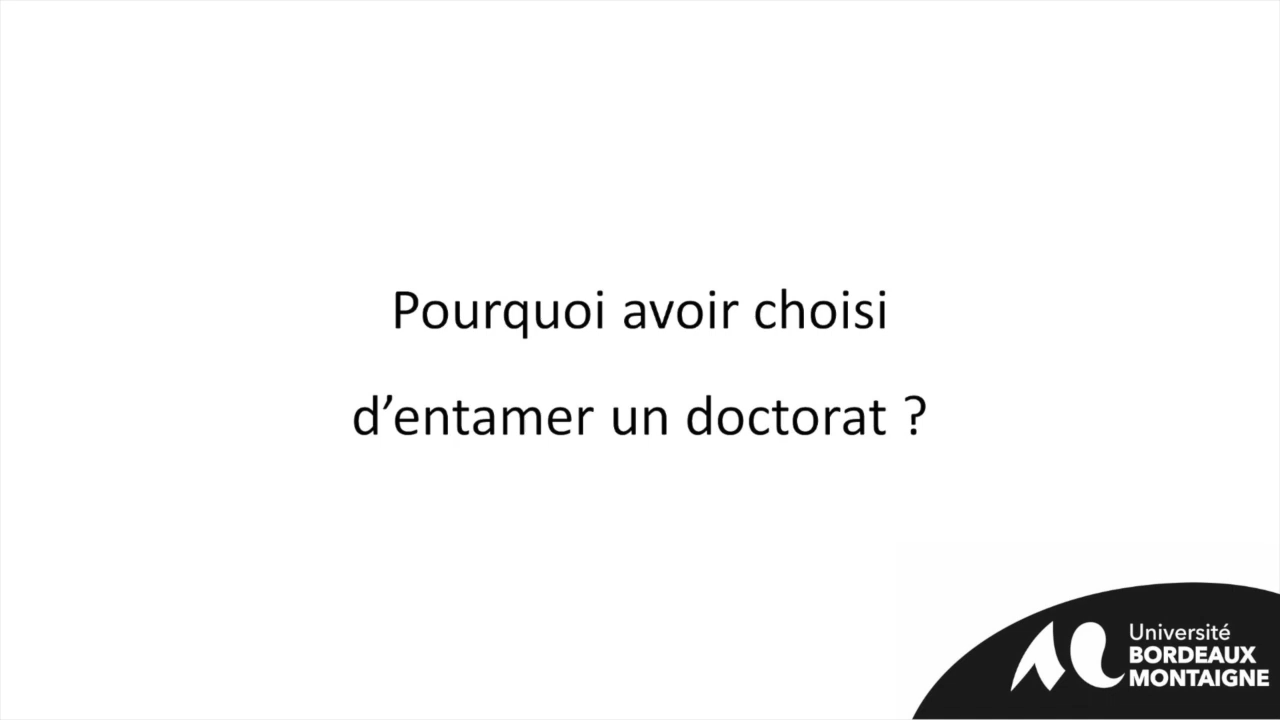 Pourquoi avoir choisi
d’entamer un doctorat ?
Université
BORDEAUX
MONTAIGNE